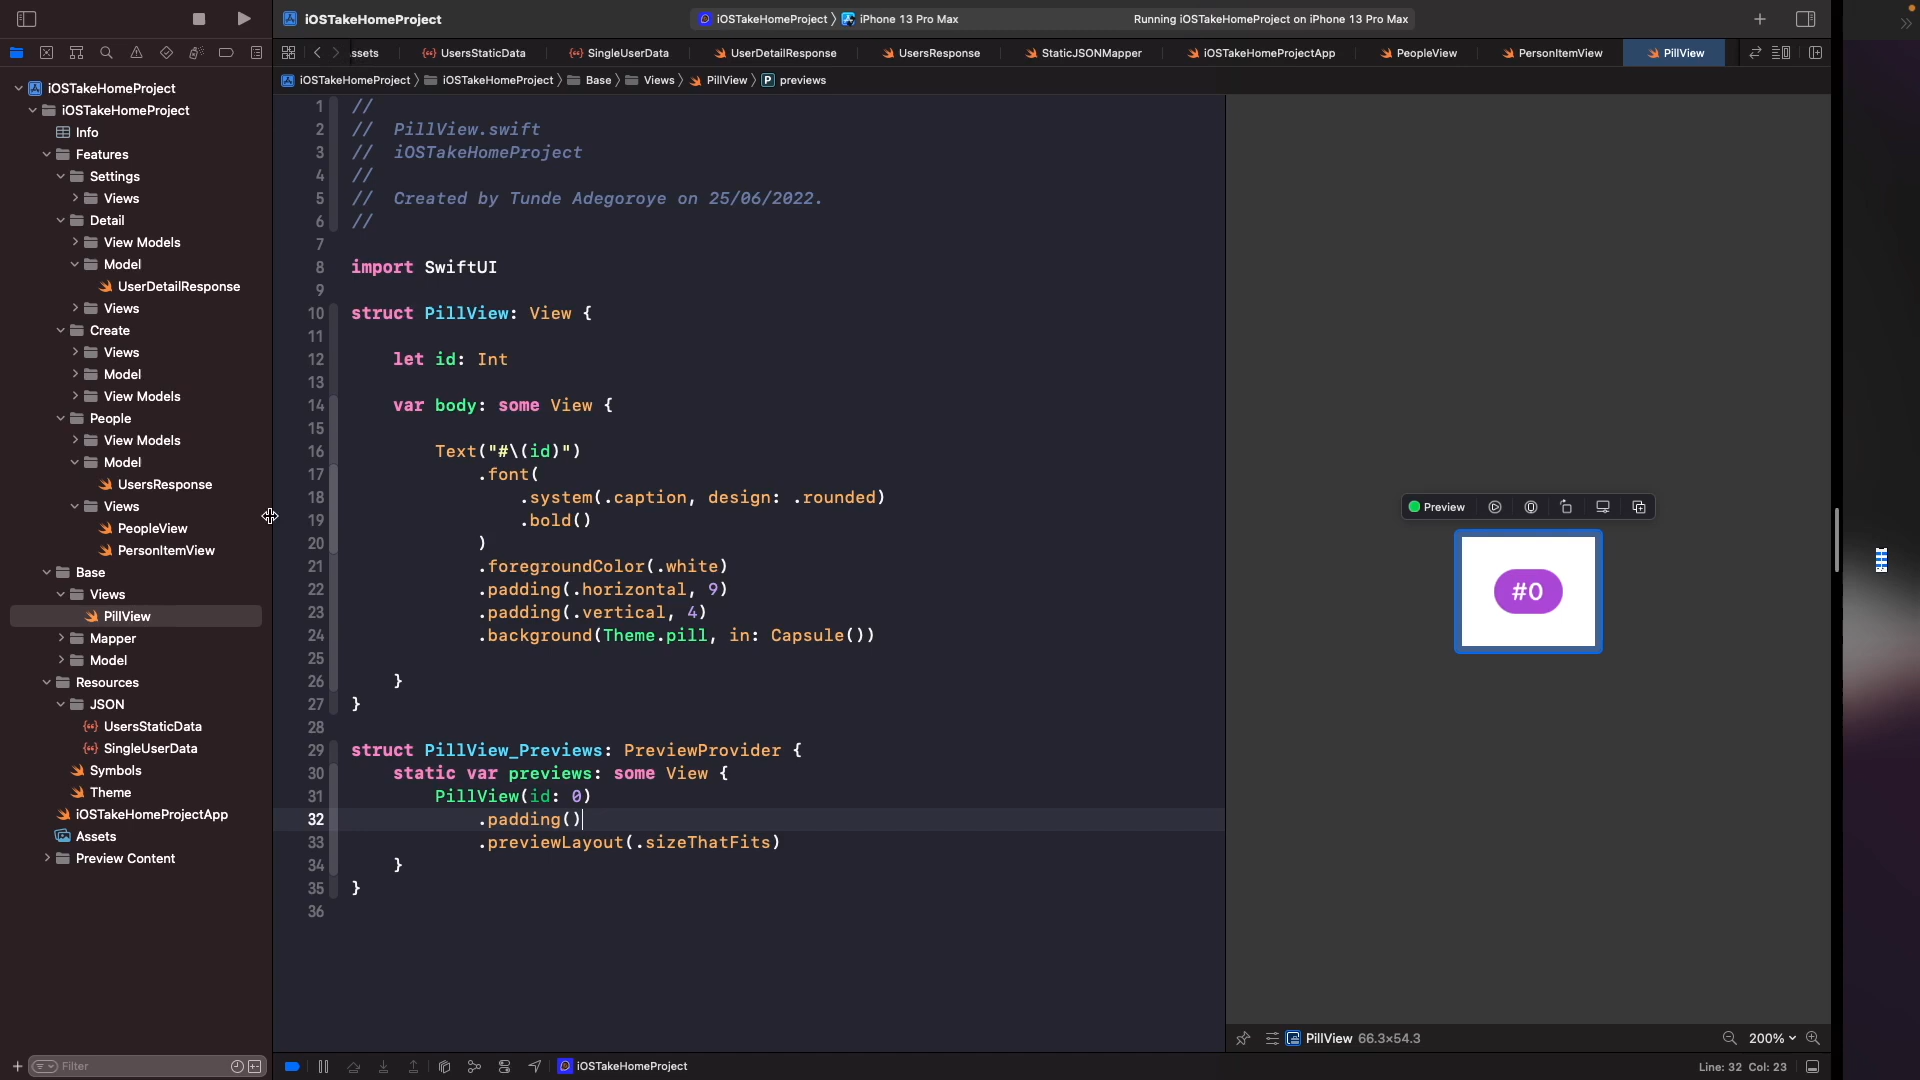 iOSTakeHomeProject
iOSTakeHomeProject
iPhone 13 Pro Max
Running iOSTakeHomeProject on iPhone 13 Pro Max
ssets
UsersStaticData
SingleUserData
UserDetailResponse
UsersResponse
StaticJSONMapper
iOSTakeHomeProjectApp
PeopleView
PersonItemView
PillView
iOSTakeHomeProject
iOSTakeHomeProject
Base
Views
PillView
P previews
iOSTakeHomeProject
iOSTakeHomeProject
Info
Features
Settings
Views
Detail
View Models
Model
UserDetailResponse
Views
Create
Views
Model
View Models
People
View Models
Model
UsersResponse
Views
PeopleView
PersonItemView
Base
Views
PillView
Mapper
Model
Resources
JSON
UsersStaticData
SingleUserData
Symbols
Theme
iOSTakeHomeProjectApp
Assets
Preview Content
Filter
1 //
2 // PillView.swift
3 // iOSTakeHomeProject
4 //
5 // Created by Tunde Adegoroye on 25/06/2022.
6 //
7
8 import SwiftUI
9
10 struct PillView: View {
11
12 let id: Int
13
14 var body: some View {
15
16 Text("#\(id)")
17 .font(
18 .system(.caption, design: .rounded)
19 .bold()
20 )
21 .foregroundColor(.white)
22 .padding(.horizontal, 9)
23 .padding(.vertical, 4)
24 .background(Theme.pill, in: Capsule())
25
26 }
27 }
28
29 struct PillView_Previews: PreviewProvider {
30 static var previews: some View {
31 PillView(id: 0)
32 .padding()
33 .previewLayout(.sizeThatFits)
34 }
35 }
36
Preview
#0
PillView 66.3×54.3
200%
iOSTakeHomeProject
Line: 32 Col: 23